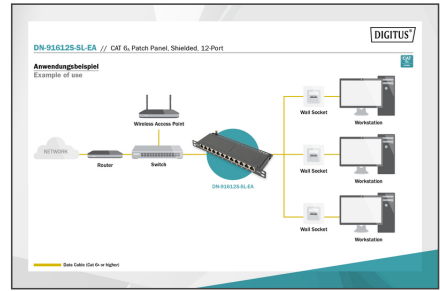 DIGITUS®
DN-91612S-SL-EA // CAT 6A Patch Panel, Shielded, 12-Port
Anwendungsbeispiel
Example of use
Wireless Access Point
NETWORK
Router
Switch
DN-91612S-SL-EA
Wall Socket
Workstation
Wall Socket
Workstation
Wall Socket
Workstation
Data Cable (Cat 6A or higher)